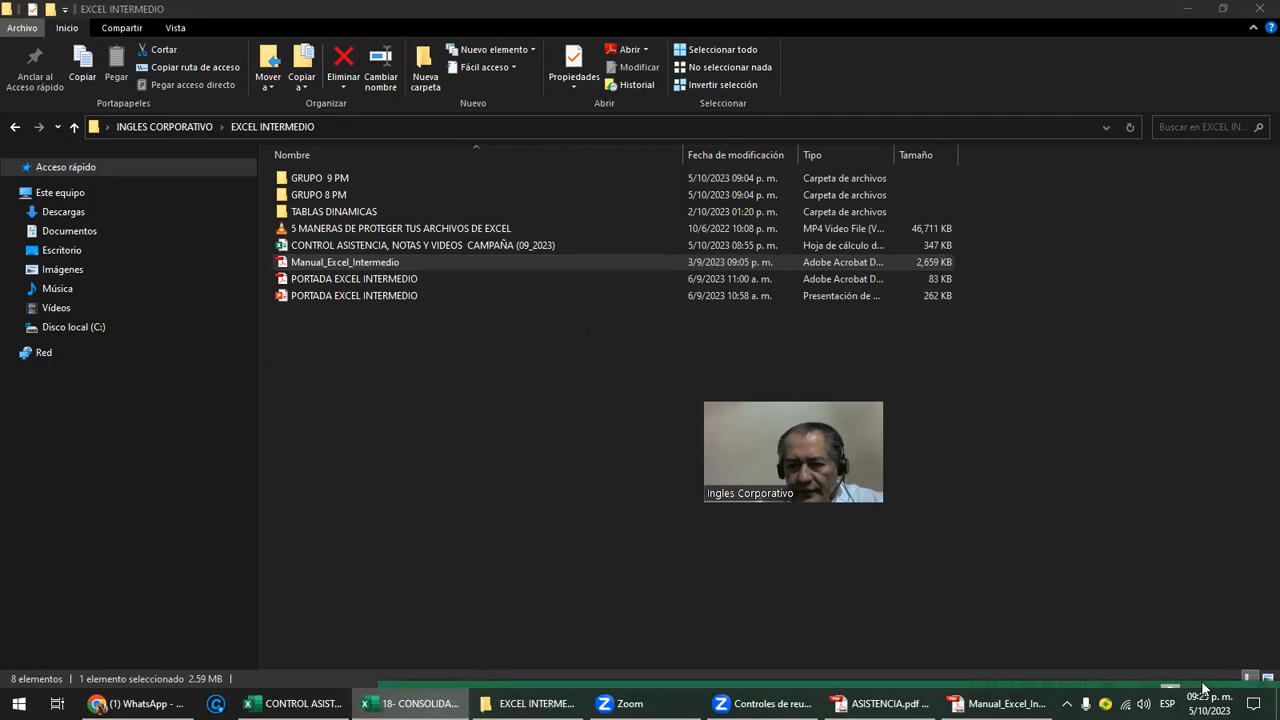 EXCEL INTERMEDIO
Archivo Inicio Compartir Vista
Anclar al Acceso rápido
Copiar
Pegar
Cortar
Copiar ruta de acceso
Pegar acceso directo
Portapapeles
Mover a
Copiar a
Eliminar
Cambiar nombre
Organizar
Nueva carpeta
Nuevo elemento
Fácil acceso
Nuevo
Propiedades
Abrir
Modificar
Historial
Abrir
Seleccionar todo
No seleccionar nada
Invertir selección
Seleccionar
INGLES CORPORATIVO EXCEL INTERMEDIO
Buscar en EXCEL IN...
Acceso rápido
Este equipo
Descargas
Documentos
Escritorio
Imágenes
Música
Vídeos
Disco local (C:)
Red
Nombre Fecha de modificación Tipo Tamaño
GRUPO 9 PM 5/10/2023 09:04 p. m. Carpeta de archivos
GRUPO 8 PM 5/10/2023 09:04 p. m. Carpeta de archivos
TABLAS DINAMICAS 2/10/2023 01:20 p. m. Carpeta de archivos
5 MANERAS DE PROTEGER TUS ARCHIVOS DE EXCEL 10/6/2022 10:08 p. m. MP4 Video File (V... 46,711 KB
CONTROL ASISTENCIA, NOTAS Y VIDEOS CAMPAÑA (09_2023) 5/10/2023 08:55 p. m. Hoja de cálculo d... 347 KB
Manual_Excel_Intermedio 3/9/2023 09:05 p. m. Adobe Acrobat D... 2,659 KB
PORTADA EXCEL INTERMEDIO 6/9/2023 11:00 a. m. Adobe Acrobat D... 83 KB
PORTADA EXCEL INTERMEDIO 6/9/2023 10:58 a. m. Presentación de ... 262 KB
Ingles Corporativo
8 elementos 1 elemento seleccionado 2.59 MB
(1) WhatsApp - ...
CONTROL ASIST...
18- CONSOLIDA...
EXCEL INTERME...
Zoom
Controles de reu...
ASISTENCIA.pdf ...
Manual_Excel_In...
ESP
09:23 p. m.
5/10/2023